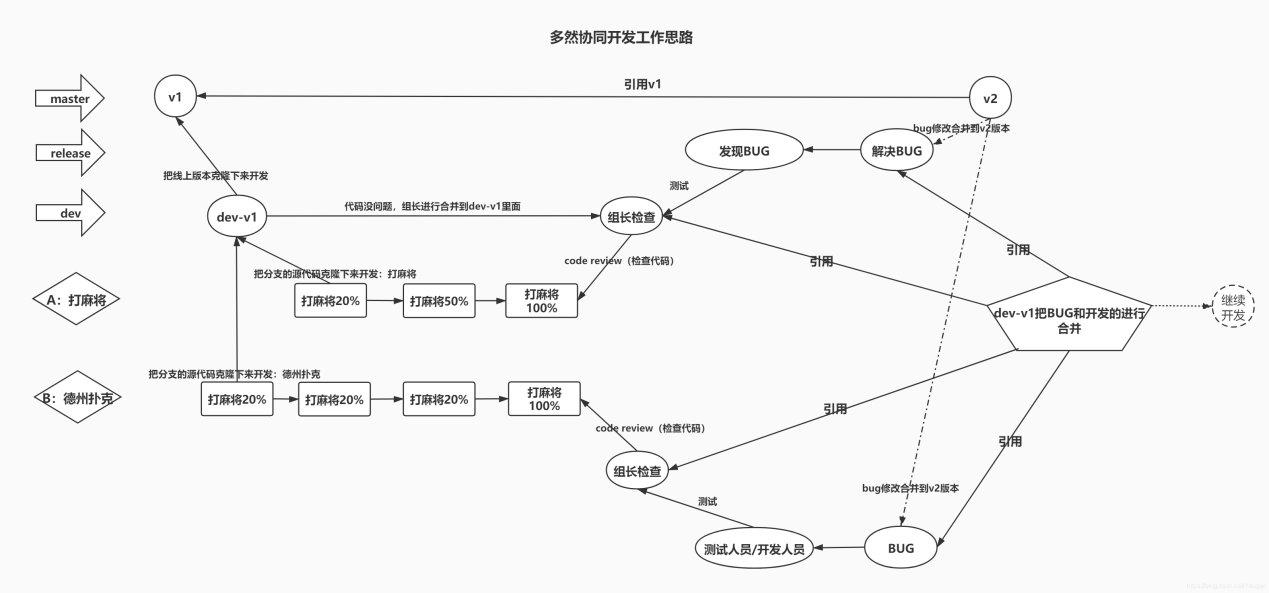 多然协同开发工作思路
引用v1
master
v1
v2
bug修改合并到v2版本
release
发现BUG
解决BUG
把线上版本克隆下来开发
测试
dev
dev-v1
代码没问题，组长进行合并到dev-v1里面
组长检查
引用
引用
code review（检查代码）
把分支的源代码克隆下来开发：打麻将
A：打麻将
打麻将20%
打麻将50%
打麻将
100%
dev-v1把BUG和开发的进行
合并
继续
开发
把分支的源代码克隆下来开发：德州扑克
B：德州扑克
打麻将20%
打麻将20%
打麻将20%
打麻将
100%
引用
code review（检查代码）
引用
组长检查
bug修改合并到v2版本
测试
测试人员/开发人员
BUG